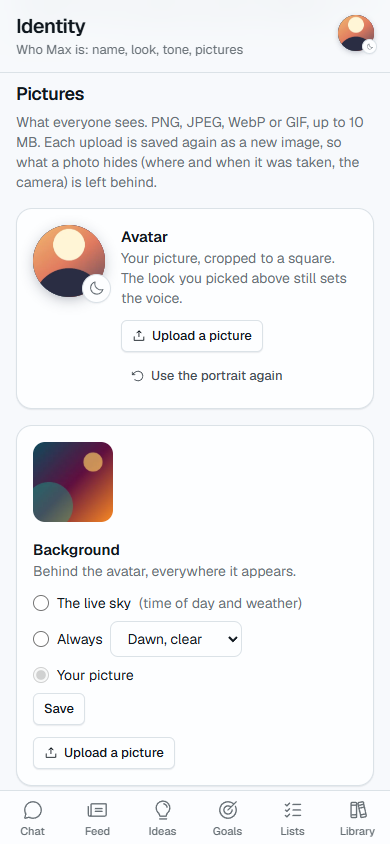 Identity
Who Max is: name, look, tone, pictures
Pictures
What everyone sees. PNG, JPEG, WebP or GIF, up to 10
MB. Each upload is saved again as a new image, so
what a photo hides (where and when it was taken, the
camera) is left behind.
Avatar
Your picture, cropped to a square.
The look you picked above still sets
the voice.
Upload a picture
Use the portrait again
Background
Behind the avatar, everywhere it appears.
The live sky (time of day and weather)
Always Dawn, clear
Your picture
Save
Upload a picture
Chat Feed Ideas Goals Lists Library